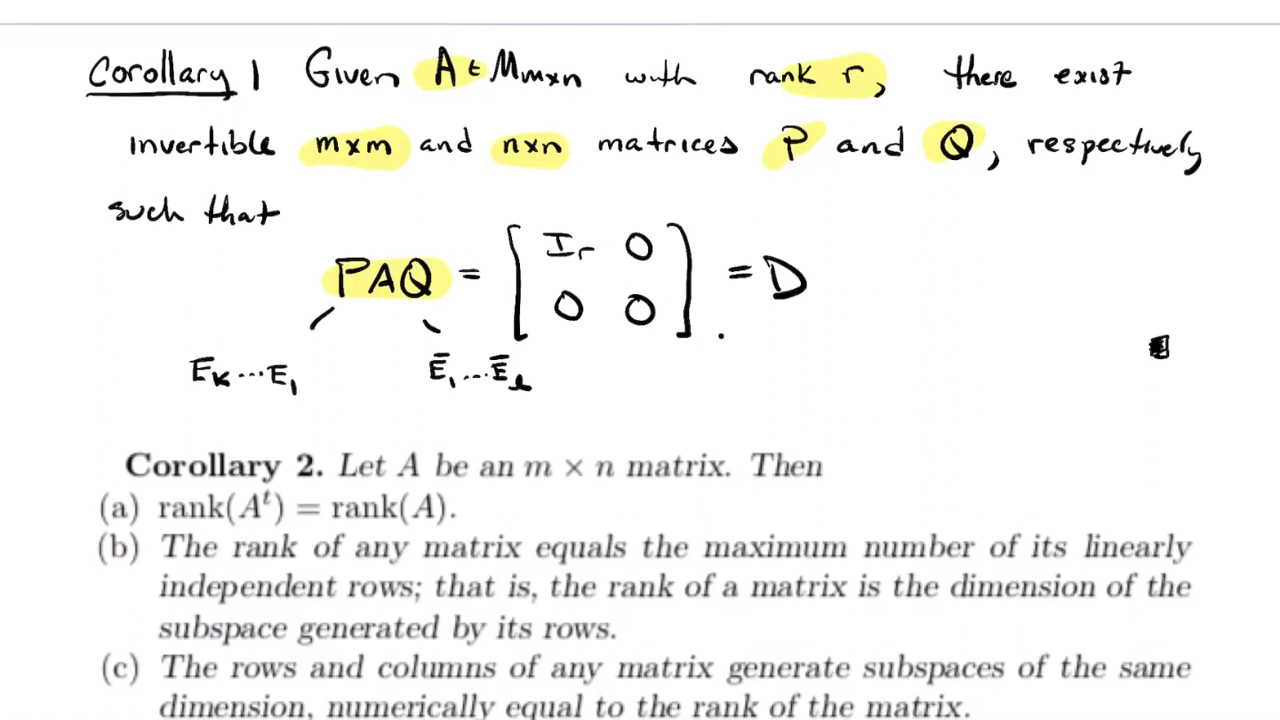 Corollary 1 Given A ∈ Mm×n with rank r, there exist
invertible m×m and n×n matrices P and Q, respectively
such that
PAQ = [ Ir 0 = D
0 0 ].
Ek...E1 Ē1...Ēl
Corollary 2. Let A be an m × n matrix. Then
(a) rank(Aᵗ) = rank(A).
(b) The rank of any matrix equals the maximum number of its linearly
independent rows; that is, the rank of a matrix is the dimension of the
subspace generated by its rows.
(c) The rows and columns of any matrix generate subspaces of the same
dimension, numerically equal to the rank of the matrix.